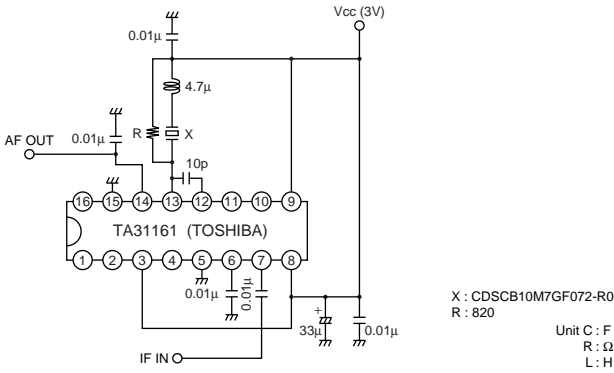 Vcc (3V)
0.01μ
4.7μ
R
X
0.01μ
AF OUT
10p
16 15 14 13 12 11 10 9
TA31161 (TOSHIBA)
1 2 3 4 5 6 7 8
0.01μ
0.01μ
+
33μ
0.01μ
IF IN
X : CDSCB10M7GF072-R0
R : 820
Unit C : F
R : Ω
L : H